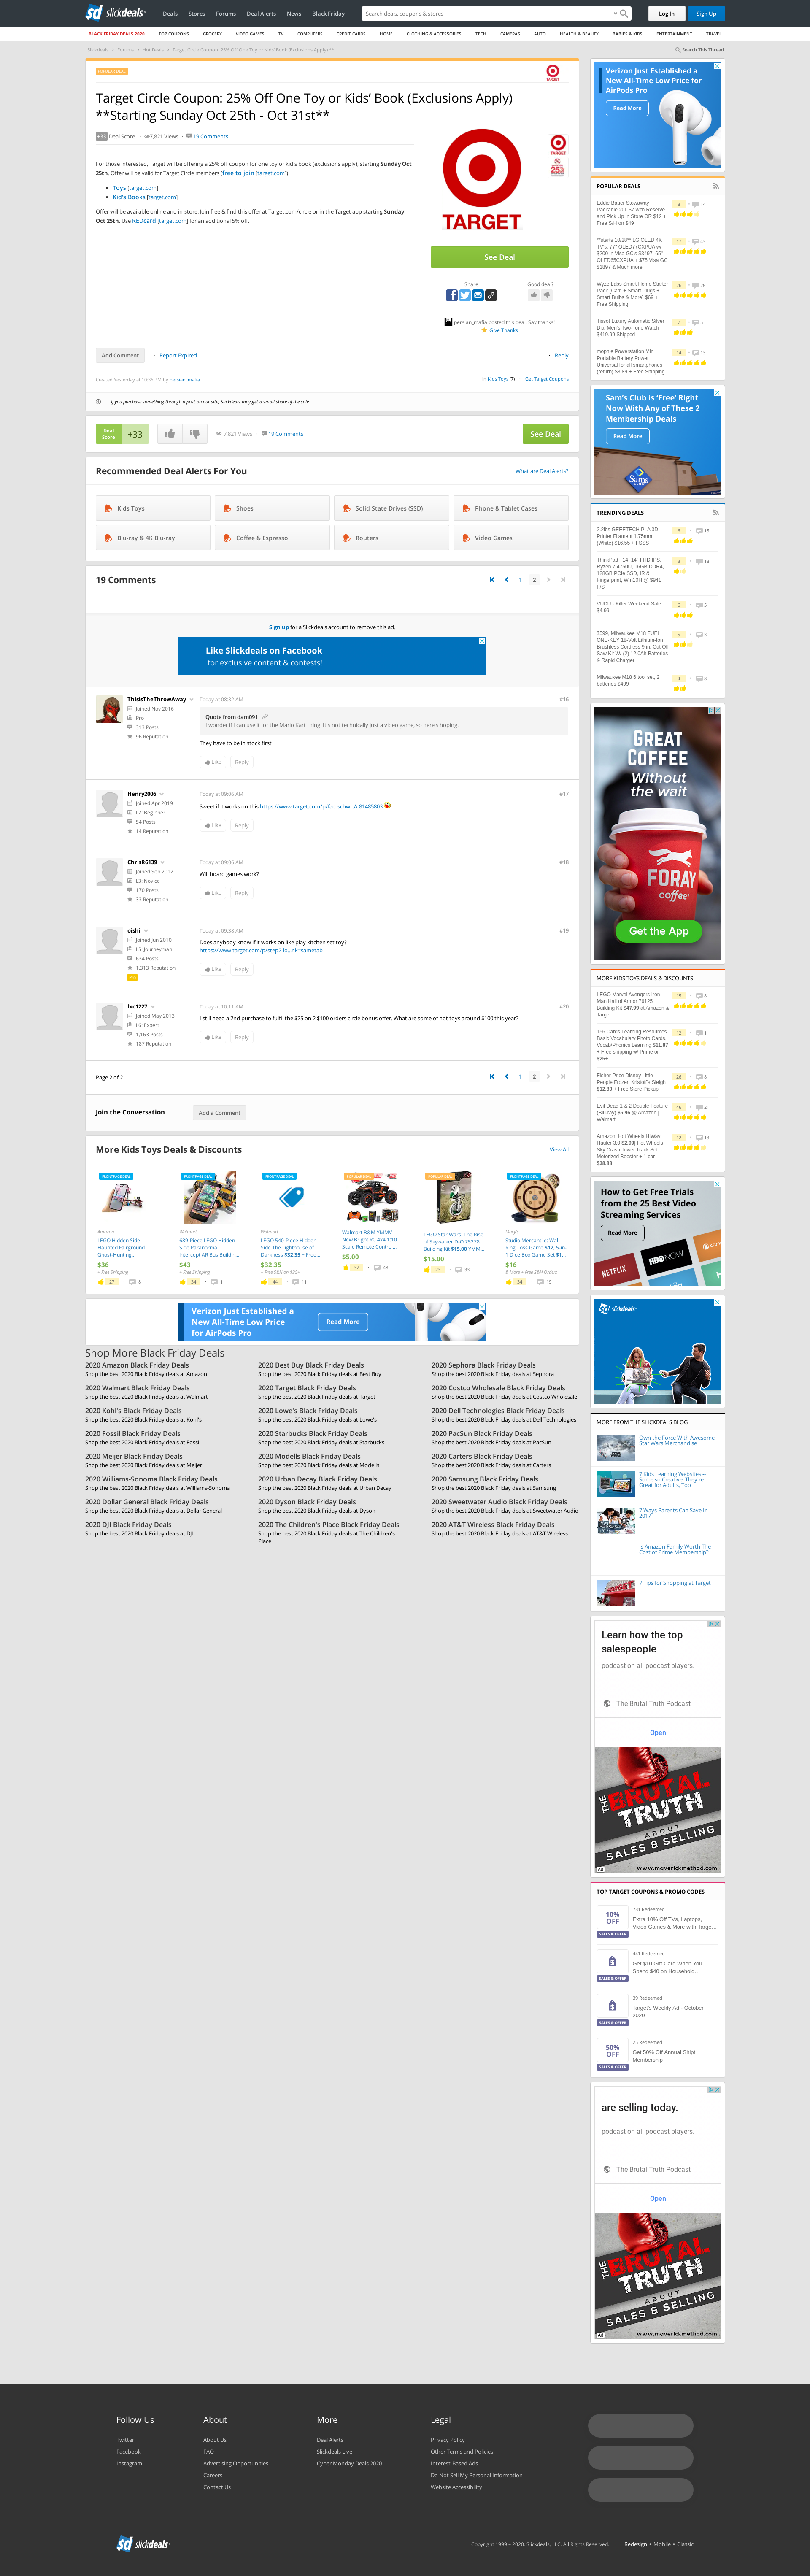 slickdeals
Deals
Stores
Forums
Deal Alerts
News
Black Friday
Search deals, coupons & stores
Log In
Sign Up
BLACK FRIDAY DEALS 2020
TOP COUPONS
GROCERY
VIDEO GAMES
TV
COMPUTERS
CREDIT CARDS
HOME
CLOTHING & ACCESSORIES
TECH
CAMERAS
AUTO
HEALTH & BEAUTY
BABIES & KIDS
ENTERTAINMENT
TRAVEL
Slickdeals > Forums > Hot Deals > Target Circle Coupon: 25% Off One Toy or Kids' Book (Exclusions Apply) **...
Search This Thread
POPULAR DEAL
Target Circle Coupon: 25% Off One Toy or Kids' Book (Exclusions Apply)
**Starting Sunday Oct 25th - Oct 31st**
+33 Deal Score
7,821 Views
19 Comments
For those interested, Target will be offering a 25% off coupon for one toy or kid's book (exclusions apply), starting Sunday Oct
25th. Offer will be valid for Target Circle members (free to join [target.com])
Toys [target.com]
Kid's Books [target.com]
Offer will be available online and in-store. Join free & find this offer at Target.com/circle or in the Target app starting Sunday
Oct 25th. Use REDcard [target.com] for an additional 5% off.
TARGET
See Deal
Share
Good deal?
persian_mafia posted this deal. Say thanks!
Give Thanks
Add Comment
Report Expired
Reply
Created Yesterday at 10:36 PM by persian_mafia
Kids Toys (?)
Get Target Coupons
If you purchase something through a post on our site, Slickdeals may get a small share of the sale.
Deal
Score
+33
7,821 Views
19 Comments
See Deal
Recommended Deal Alerts For You
What are Deal Alerts?
Kids Toys
Shoes
Solid State Drives (SSD)
Phone & Tablet Cases
Blu-ray & 4K Blu-ray
Coffee & Espresso
Routers
Video Games
19 Comments
1 2
Sign up for a Slickdeals account to remove this ad.
Like Slickdeals on Facebook
for exclusive content & contests!
ThisisTheThrowAway
Joined Nov 2016
Pro
313 Posts
96 Reputation
Today at 08:32 AM
#16
Quote from darn091
I wonder if I can use it for the Mario Kart thing. It's not technically just a video game, so here's hoping.
They have to be in stock first
Like
Reply
Henry2006
Joined Apr 2019
L2: Beginner
54 Posts
14 Reputation
Today at 09:06 AM
#17
Sweet if it works on this https://www.target.com/p/fao-schw...A-81485803
Like
Reply
ChrisR6139
Joined Sep 2012
L3: Novice
170 Posts
33 Reputation
Today at 09:06 AM
#18
Will board games work?
Like
Reply
oishi
Joined Jun 2010
L5: Journeyman
634 Posts
1,313 Reputation
Pro
Today at 09:38 AM
#19
Does anybody know if it works on like play kitchen set toy?
https://www.target.com/p/step2-lo...nk=sametab
Like
Reply
lxc1227
Joined May 2013
L6: Expert
1,163 Posts
187 Reputation
Today at 10:11 AM
#20
I still need a 2nd purchase to fulfil the $25 on 2 $100 orders circle bonus offer. What are some of hot toys around $100 this year?
Like
Reply
Page 2 of 2
1 2
Join the Conversation
Add a Comment
More Kids Toys Deals & Discounts
View All
FRONTPAGE DEAL
Amazon
LEGO Hidden Side
Haunted Fairground
Ghost-Hunting...
$36
+ Free Shipping
27
8
FRONTPAGE DEAL
Walmart
689-Piece LEGO Hidden
Side Paranormal
Intercept AR Bus Buildin...
$43
+ Free Shipping
34
11
FRONTPAGE DEAL
Walmart
LEGO 540-Piece Hidden
Side The Lighthouse of
Darkness $32.35 + Free...
$32.35
+ Free S&H on $35+
44
11
Walmart B&M YMMV
New Bright RC 4x4 1:10
Scale Remote Control...
$5.00
37
48
LEGO Star Wars: The Rise
of Skywalker D-O 75278
Building Kit $15.00 YMM...
$15.00
23
33
FRONTPAGE DEAL
Macy's
Studio Mercantile: Wall
Ring Toss Game $12, 5-in-
1 Dice Box Game Set $1...
$16
& More + Free S&H Orders
34
19
Verizon Just Established a
New All-Time Low Price
for AirPods Pro
Read More
Shop More Black Friday Deals
2020 Amazon Black Friday Deals
Shop the best 2020 Black Friday deals at Amazon
2020 Best Buy Black Friday Deals
Shop the best 2020 Black Friday deals at Best Buy
2020 Sephora Black Friday Deals
Shop the best 2020 Black Friday deals at Sephora
2020 Walmart Black Friday Deals
Shop the best 2020 Black Friday deals at Walmart
2020 Target Black Friday Deals
Shop the best 2020 Black Friday deals at Target
2020 Costco Wholesale Black Friday Deals
Shop the best 2020 Black Friday deals at Costco Wholesale
2020 Kohl's Black Friday Deals
Shop the best 2020 Black Friday deals at Kohl's
2020 Lowe's Black Friday Deals
Shop the best 2020 Black Friday deals at Lowe's
2020 Dell Technologies Black Friday Deals
Shop the best 2020 Black Friday deals at Dell Technologies
2020 Fossil Black Friday Deals
Shop the best 2020 Black Friday deals at Fossil
2020 Starbucks Black Friday Deals
Shop the best 2020 Black Friday deals at Starbucks
2020 PacSun Black Friday Deals
Shop the best 2020 Black Friday deals at PacSun
2020 Meijer Black Friday Deals
Shop the best 2020 Black Friday deals at Meijer
2020 Modells Black Friday Deals
Shop the best 2020 Black Friday deals at Modells
2020 Carters Black Friday Deals
Shop the best 2020 Black Friday deals at Carters
2020 Williams-Sonoma Black Friday Deals
Shop the best 2020 Black Friday deals at Williams-Sonoma
2020 Urban Decay Black Friday Deals
Shop the best 2020 Black Friday deals at Urban Decay
2020 Samsung Black Friday Deals
Shop the best 2020 Black Friday deals at Samsung
2020 Dollar General Black Friday Deals
Shop the best 2020 Black Friday deals at Dollar General
2020 Dyson Black Friday Deals
Shop the best 2020 Black Friday deals at Dyson
2020 Sweetwater Audio Black Friday Deals
Shop the best 2020 Black Friday deals at Sweetwater Audio
2020 DJI Black Friday Deals
Shop the best 2020 Black Friday deals at DJI
2020 The Children's Place Black Friday Deals
Shop the best 2020 Black Friday deals at The Children's
Place
2020 AT&T Wireless Black Friday Deals
Shop the best 2020 Black Friday deals at AT&T Wireless
Verizon Just Established a
New All-Time Low Price for
AirPods Pro
Read More
POPULAR DEALS
Eddie Bauer Stowaway
Packable 20L $7 with Reserve
and Pick Up in Store OR $12 +
Free S/H on $49
8
14
**starts 10/28** LG OLED 4K
TV's: 77" OLED77CXPUA w/
$200 in Visa GC's $3497, 65"
OLED65CXPUA + $75 Visa GC
$1897 & Much more
17
43
Wyze Labs Smart Home Starter
Pack (Cam + Smart Plugs +
Smart Bulbs & More) $69 +
Free Shipping
26
28
Tissot Luxury Automatic Silver
Dial Men's Two-Tone Watch
$419.99 Shipped
7
5
mophie Powerstation Mini
Portable Battery Power
Universal for all smartphones
(refurb) $3.89 + Free Shipping
14
13
Sam's Club is 'Free' Right
Now With Any of These 2
Membership Deals
Read More
TRENDING DEALS
2.2lbs GEEETECH PLA 3D
Printer Filament 1.75mm
(White) $16.55 + FSSS
6
15
ThinkPad T14: 14" FHD IPS,
Ryzen 7 4750U, 16GB DDR4,
128GB PCIe SSD, IR &
Fingerprint, Win10H @ $941 +
F/S
3
18
VUDU - Killer Weekend Sale
$4.99
6
5
$599. Milwaukee M18 FUEL
ONE-KEY 18-Volt Lithium-Ion
Brushless Cordless 9 in. Cut Off
Saw Kit W/ (2) 12.0Ah Batteries
& Rapid Charger
5
3
Milwaukee M18 6 tool set, 2
batteries $499
4
8
GREAT
COFFEE
Without
the wait
FORAY
coffee
Get the App
MORE KIDS TOYS DEALS & DISCOUNTS
LEGO Marvel Avengers Iron
Man Hall of Armor 76125
Building Kit $47.99 at Amazon &
Target
15
8
156 Cards Learning Resources
Basic Vocabulary Photo Cards,
Vocab/Phonics Learning $11.87
+ Free shipping w/ Prime or
$25+
12
1
Fisher-Price Disney Little
People Frozen Kristoff's Sleigh
$12.80 + Free Store Pickup
26
8
Evil Dead 1 & 2 Double Feature
(Blu-ray) $6.96 @ Amazon |
Walmart
46
21
Amazon: Hot Wheels HiWay
Hauler 3.0 $2.99| Hot Wheels
Sky Crash Tower Track Set
Motorized Booster + 1 car
$38.88
12
13
How to Get Free Trials
from the 25 Best Video
Streaming Services
Read More
NETFLIX
HBO NOW
slickdeals
MORE FROM THE SLICKDEALS BLOG
Own the Force With Awesome
Star Wars Merchandise
7 Kids Learning Websites –
Some so Creative, They're
Great for Adults, Too
7 Ways Parents Can Save in
2017
Is Amazon Family Worth The
Cost of Prime Membership?
7 Tips for Shopping at Target
Learn how the top
salespeople
podcast on all podcast players.
The Brutal Truth Podcast
Open
THE BRUTAL TRUTH
ABOUT
SALES & SELLING
www.maverickmethod.com
Ad
TOP TARGET COUPONS & PROMO CODES
10%
OFF
SALES & OFFER
731 Redeemed
Extra 10% Off TVs, Laptops,
Video Games & More with Targe...
SALES & OFFER
441 Redeemed
Get $10 Gift Card When You
Spend $40 on Household...
SALES & OFFER
39 Redeemed
Target's Weekly Ad - October
2020
50%
OFF
SALES & OFFER
25 Redeemed
Get 50% Off Annual Shipt
Membership
are selling today.
podcast on all podcast players.
The Brutal Truth Podcast
Open
THE BRUTAL TRUTH
ABOUT
SALES & SELLING
www.maverickmethod.com
Ad
Follow Us
Twitter
Facebook
Instagram
About
About Us
FAQ
Advertising Opportunities
Careers
Contact Us
More
Deal Alerts
Slickdeals Live
Cyber Monday Deals 2020
Legal
Privacy Policy
Other Terms and Policies
Interest-Based Ads
Do Not Sell My Personal Information
Website Accessibility
slickdeals
Copyright 1999 – 2020. Slickdeals, LLC. All Rights Reserved.
Redesign • Mobile • Classic